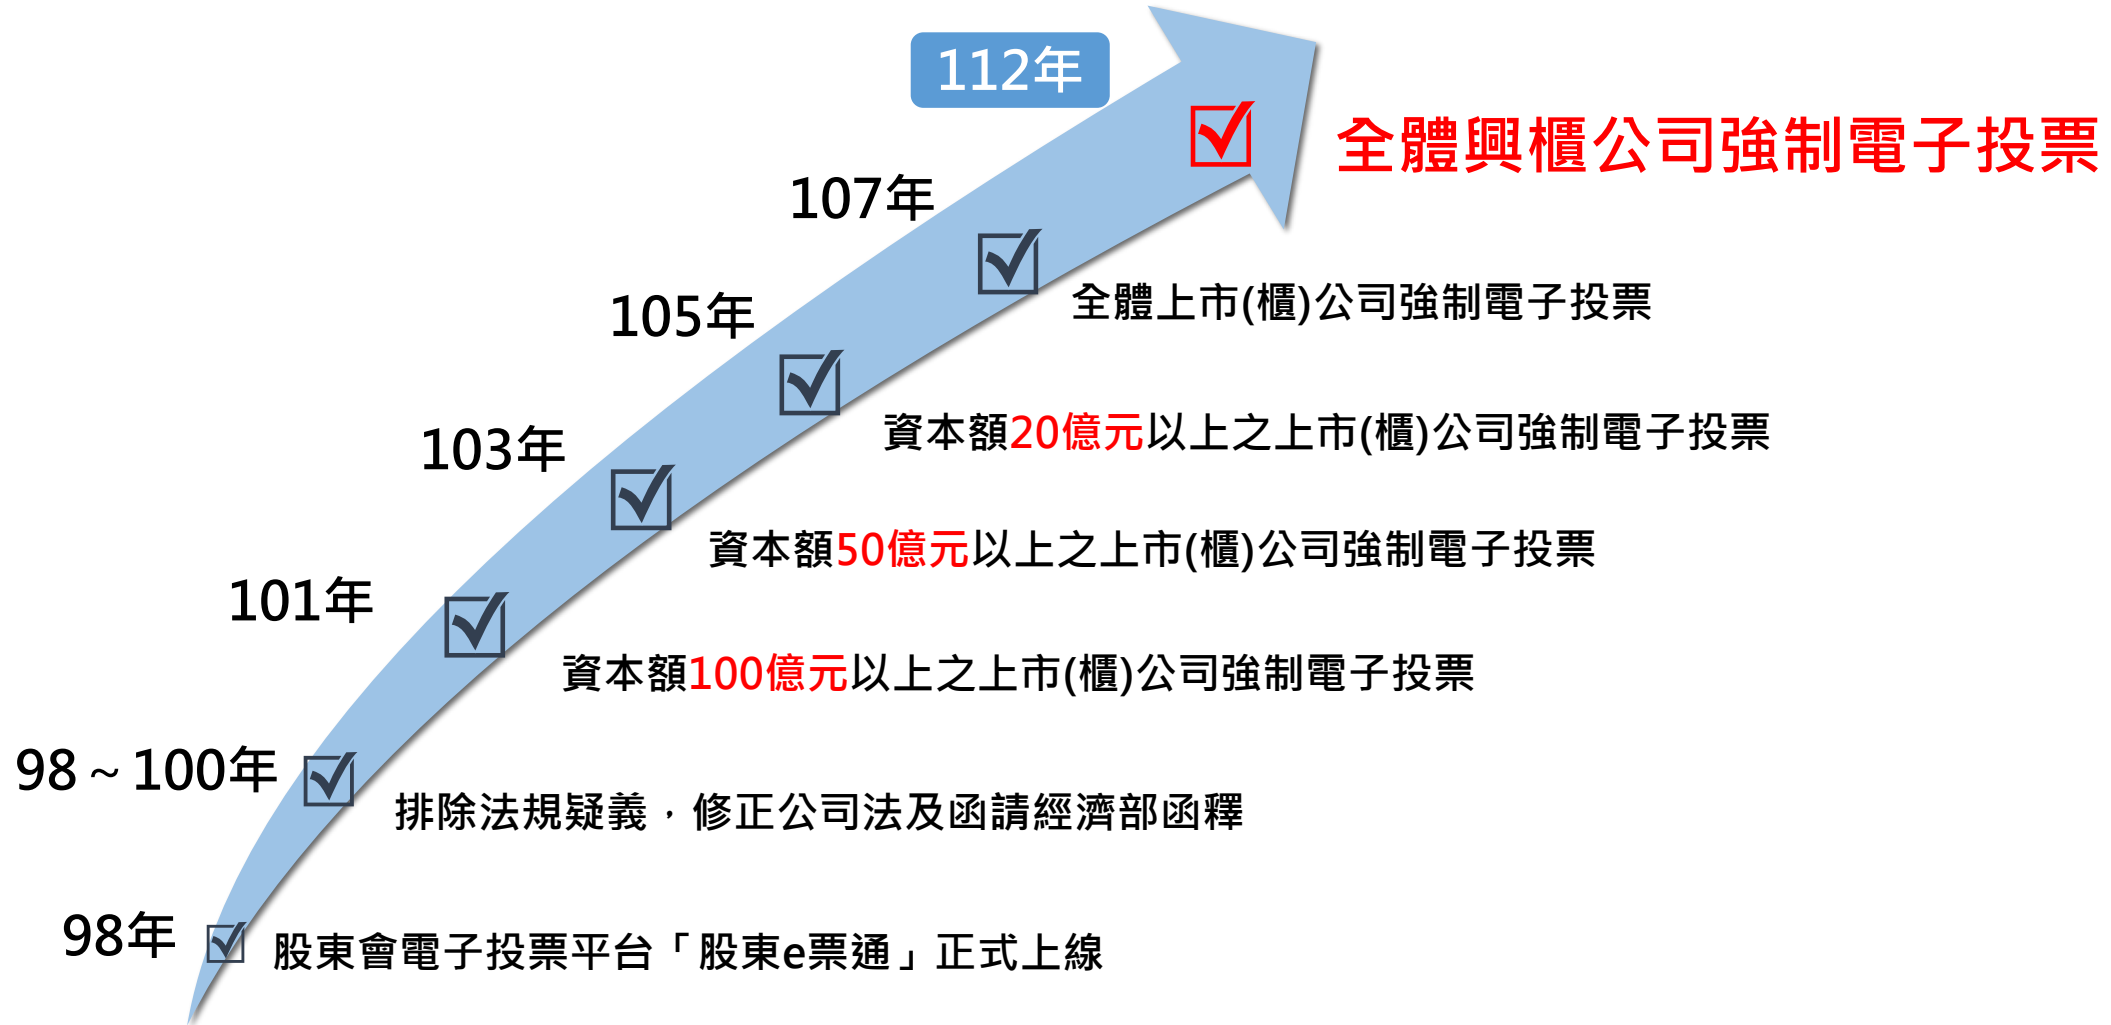 112年
全體興櫃公司強制電子投票
107年
全體上市(櫃)公司強制電子投票
105年
資本額20億元以上之上市(櫃)公司強制電子投票
103年
資本額50億元以上之上市(櫃)公司強制電子投票
101年
資本額100億元以上之上市(櫃)公司強制電子投票
98～100年
排除法規疑義，修正公司法及函請經濟部函釋
98年
股東會電子投票平台「股東e票通」正式上線